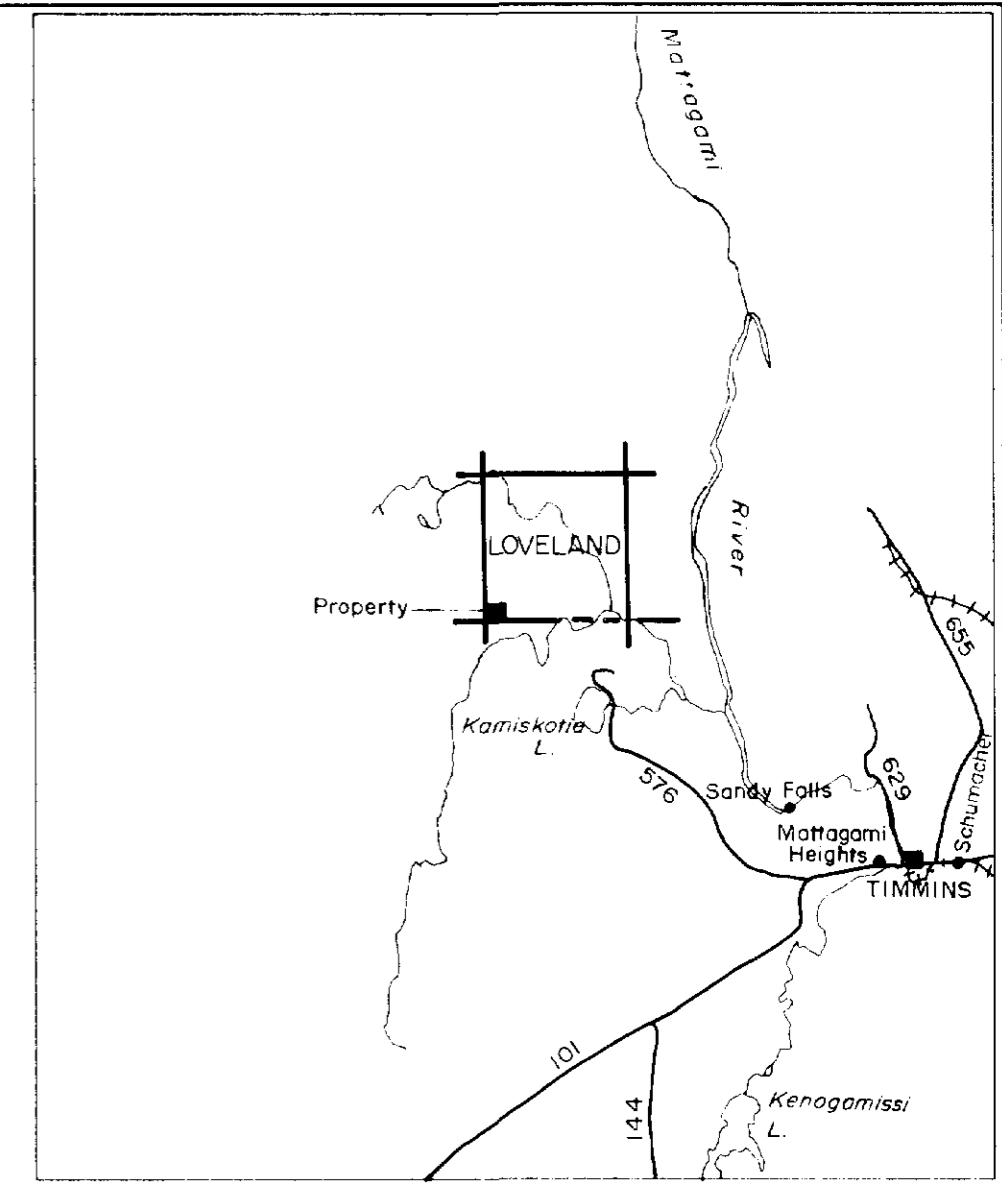 Mattagami
River
LOVELAND
Property
655
Kamiskotia
L.
576
Sandy Falls
629
Schumacher
Mattagami
Heights
TIMMINS
101
144
Kenogamissi
L.